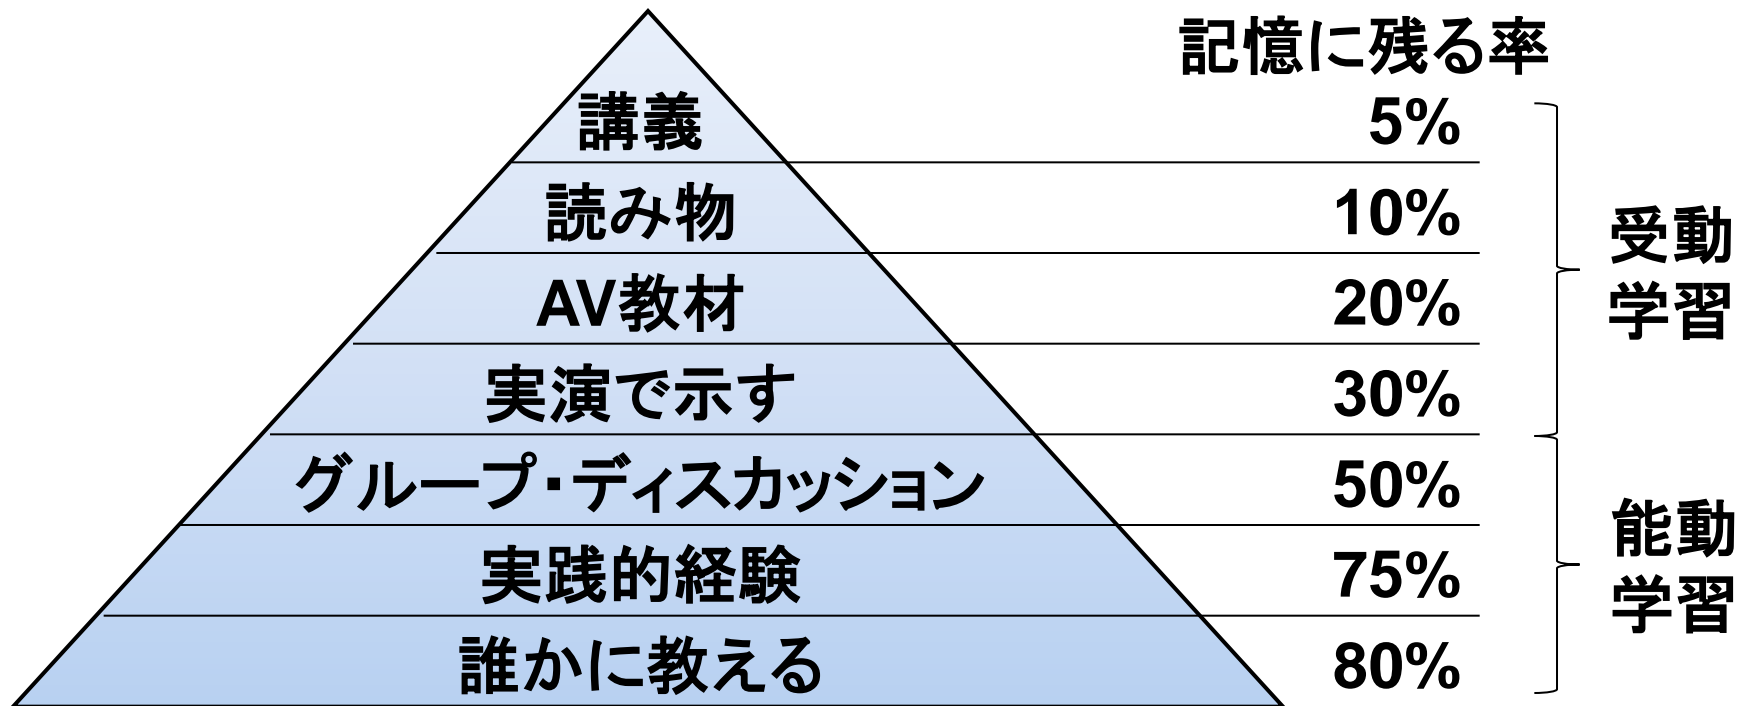 記憶に残る率
講義 5%
読み物 10%
AV教材 20%
実演で示す 30%
受動
学習
グループ・ディスカッション 50%
実践的経験 75%
誰かに教える 80%
能動
学習